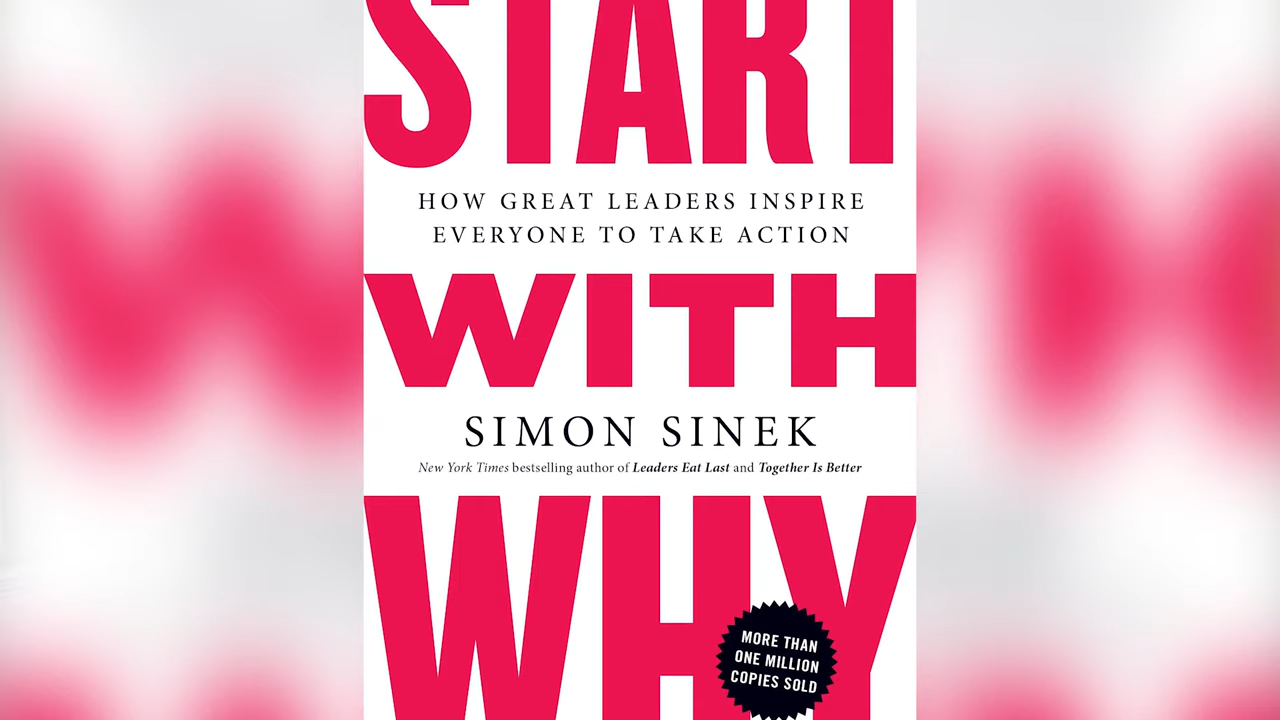 START
HOW GREAT LEADERS INSPIRE
EVERYONE TO TAKE ACTION
WITH
SIMON SINEK
New York Times bestselling author of Leaders Eat Last and Together Is Better
WHY
MORE THAN
ONE MILLION
COPIES SOLD